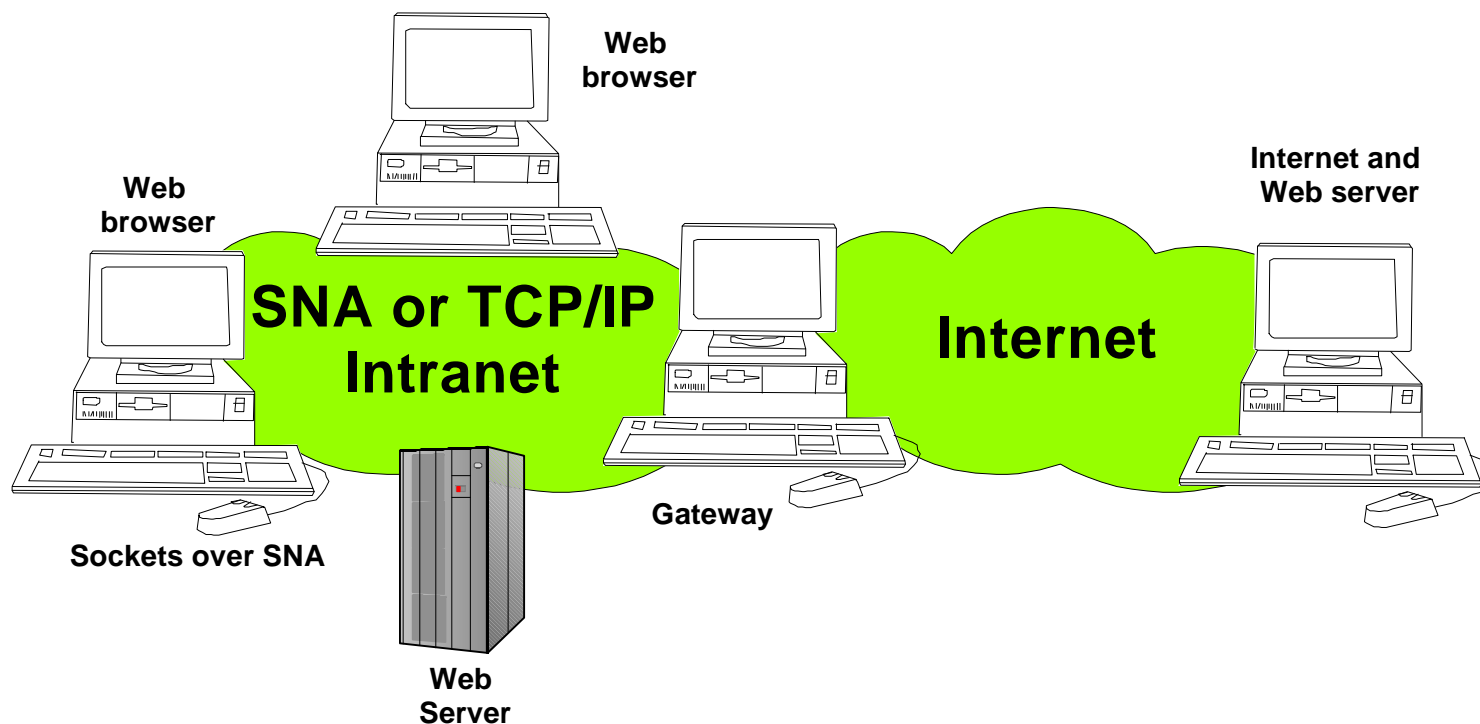 Web
browser
Web
browser
Internet and
Web server
SNA or TCP/IP
Intranet
Internet
Gateway
Sockets over SNA
Web
Server